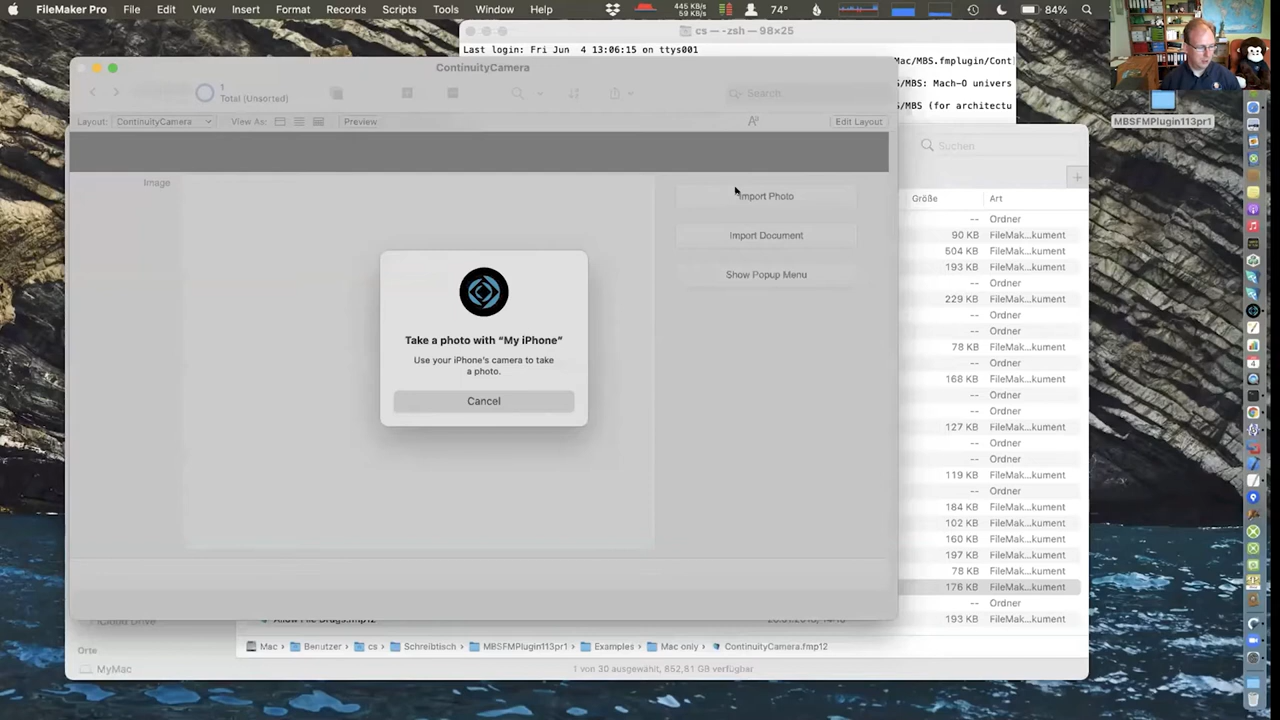 FileMaker Pro File Edit View Insert Format Records Scripts Tools Window Help 445 KB/s 59 KB/s 74° 84%
cs — -zsh — 98×25
Last login: Fri Jun 4 13:06:15 on ttys001
Mac/MBS.fmplugin/Cont
S/MBS: Mach-O univers
S/MBS (for architectu
MBSFMPlugin113pr1
ContinuityCamera
1
Total (Unsorted)
Search
Layout: ContinuityCamera View As: Preview Aa Edit Layout
Suchen
Image
Import Photo
Import Document
Show Popup Menu
Take a photo with “My iPhone”
Use your iPhone's camera to take
a photo.
Cancel
Größe Art
-- Ordner
90 KB FileMak...kument
504 KB FileMak...kument
193 KB FileMak...kument
-- Ordner
229 KB FileMak...kument
-- Ordner
-- Ordner
78 KB FileMak...kument
-- Ordner
168 KB FileMak...kument
-- Ordner
-- Ordner
127 KB FileMak...kument
-- Ordner
-- Ordner
119 KB FileMak...kument
-- Ordner
184 KB FileMak...kument
102 KB FileMak...kument
160 KB FileMak...kument
197 KB FileMak...kument
78 KB FileMak...kument
176 KB FileMak...kument
-- Ordner
193 KB FileMak...kument
iCloud Drive
Allow File Drags.fmp12
Orte
MyMac
Mac › Benutzer › cs › Schreibtisch › MBSFMPlugin113pr1 › Examples › Mac only › ContinuityCamera.fmp12
1 von 30 ausgewählt, 852,81 GB verfügbar